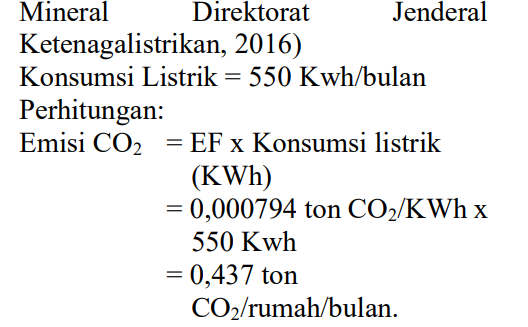 Mineral Direktorat Jenderal
Ketenagalistrikan, 2016)
Konsumsi Listrik = 550 Kwh/bulan
Perhitungan:
Emisi CO₂ = EF x Konsumsi listrik
(KWh)
= 0,000794 ton CO₂/KWh x
550 Kwh
= 0,437 ton
CO₂/rumah/bulan.